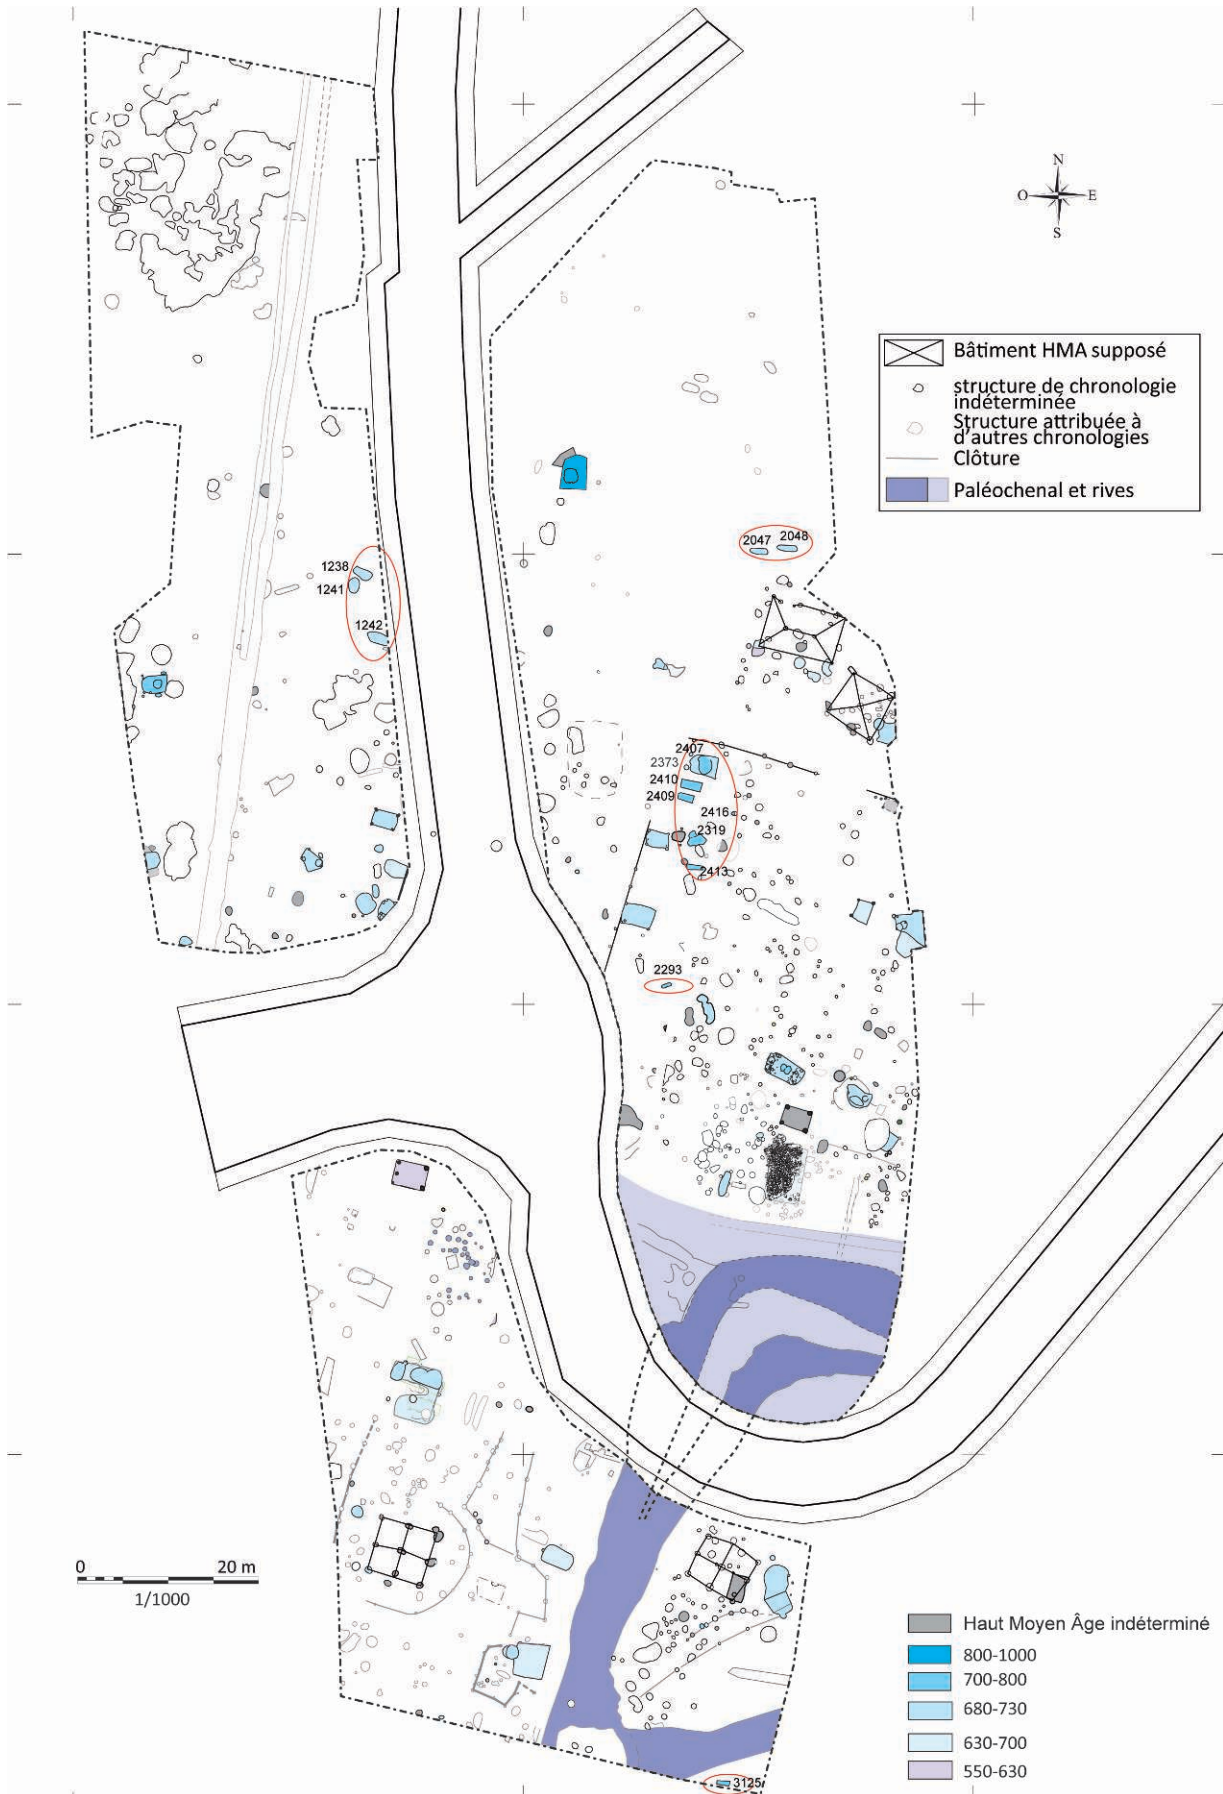 N
O E
S
Bâtiment HMA supposé
structure de chronologie
indéterminée
Structure attribuée à
d'autres chronologies
Clôture
Paléochenal et rives
2047 2048
1238
1241
1242
2407
2373
2410
2409
2416
2319
2413
2293
0 20 m
1/1000
3125
Haut Moyen Âge indéterminé
800-1000
700-800
680-730
630-700
550-630